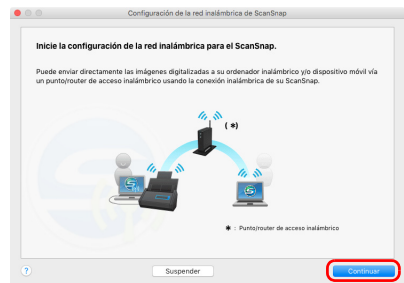 Configuración de la red inalámbrica de ScanSnap
Inicie la configuración de la red inalámbrica para el ScanSnap.
Puede enviar directamente las imágenes digitalizadas a su ordenador inalámbrico y/o dispositivo móvil vía
un punto/router de acceso inalámbrico usando la conexión inalámbrica de su ScanSnap.
( *)
* : Punto/router de acceso inalámbrico
?
Suspender
Continuar